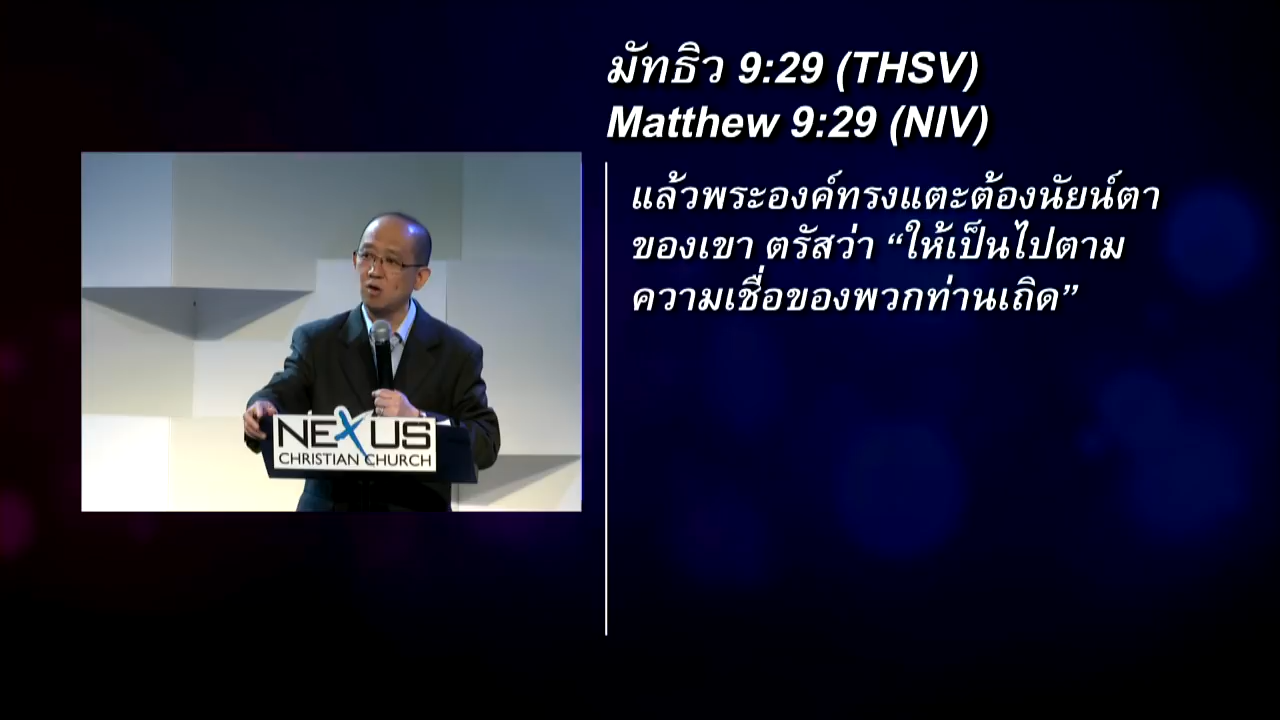 มัทธิว 9:29 (THSV)
Matthew 9:29 (NIV)
แล้วพระองค์ทรงแตะต้องนัยน์ตา
ของเขา ตรัสว่า “ให้เป็นไปตาม
ความเชื่อของพวกท่านเถิด”
NEXUS
CHRISTIAN CHURCH